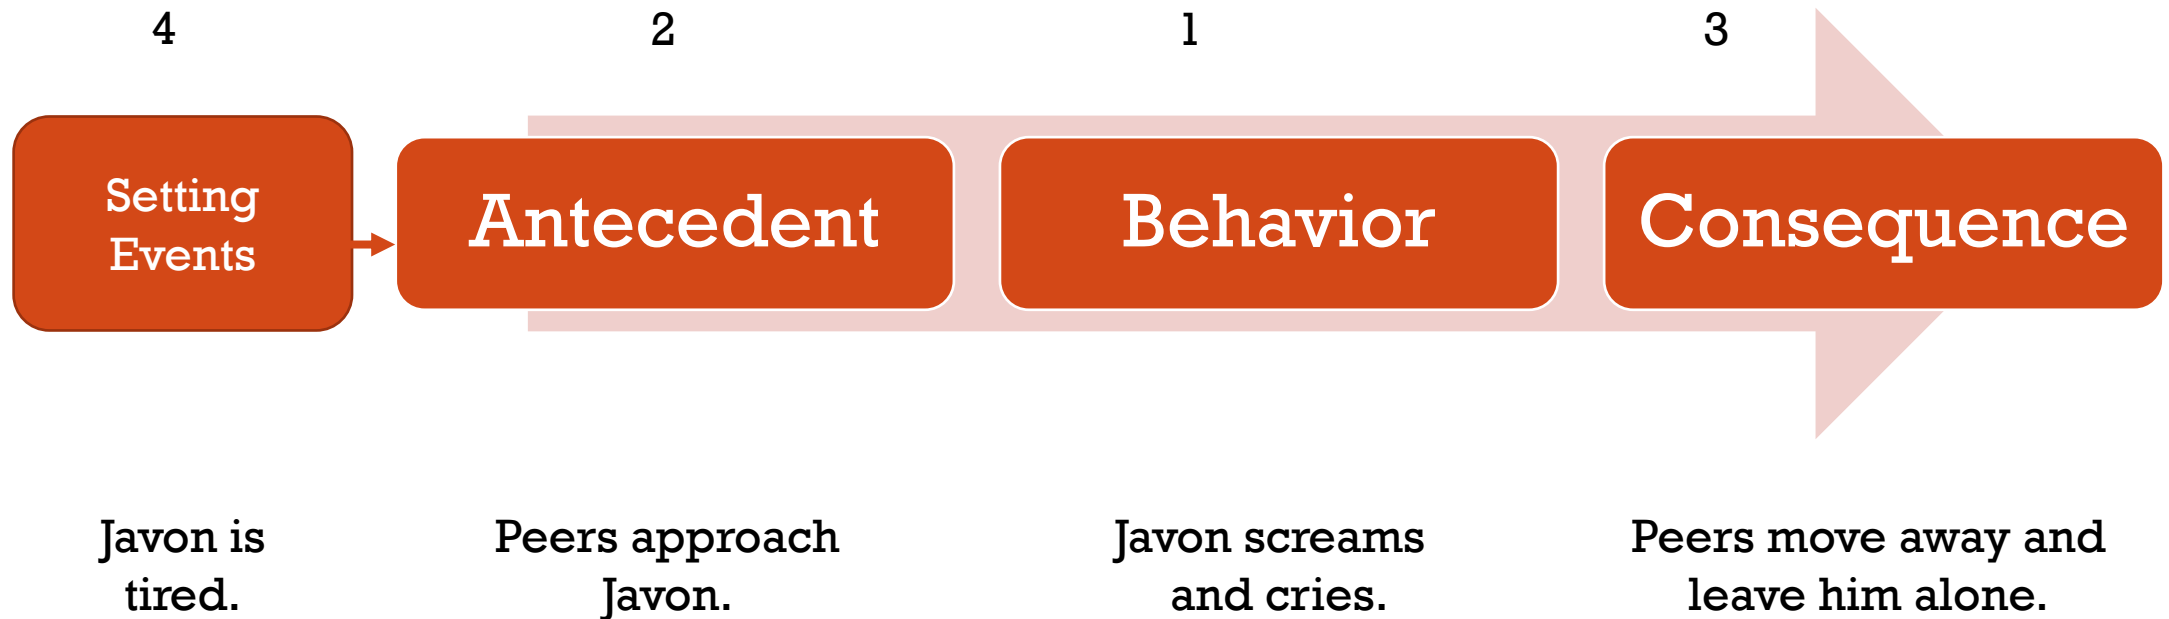 4
2
1
3
Setting
Events
Antecedent
Behavior
Consequence
Javon is
tired.
Peers approach
Javon.
Javon screams
and cries.
Peers move away and
leave him alone.